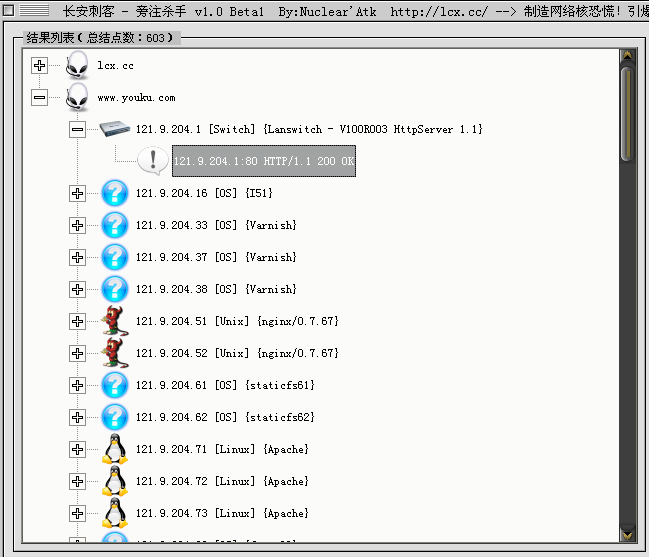 长安刺客 - 旁注杀手 v1.0 Beta1 By:Nuclear'Atk http://lcx.cc/ --> 制造网络核恐慌! 引爆
结果列表(总结点数:603)
lcx.cc
www.youku.com
121.9.204.1 [Switch] {Lanswitch - V100R003 HttpServer 1.1}
121.9.204.1:80 HTTP/1.1 200 OK
121.9.204.16 [OS] {I51}
121.9.204.33 [OS] {Varnish}
121.9.204.37 [OS] {Varnish}
121.9.204.38 [OS] {Varnish}
121.9.204.51 [Unix] {nginx/0.7.67}
121.9.204.52 [Unix] {nginx/0.7.67}
121.9.204.61 [OS] {staticfs61}
121.9.204.62 [OS] {staticfs62}
121.9.204.71 [Linux] {Apache}
121.9.204.72 [Linux] {Apache}
121.9.204.73 [Linux] {Apache}